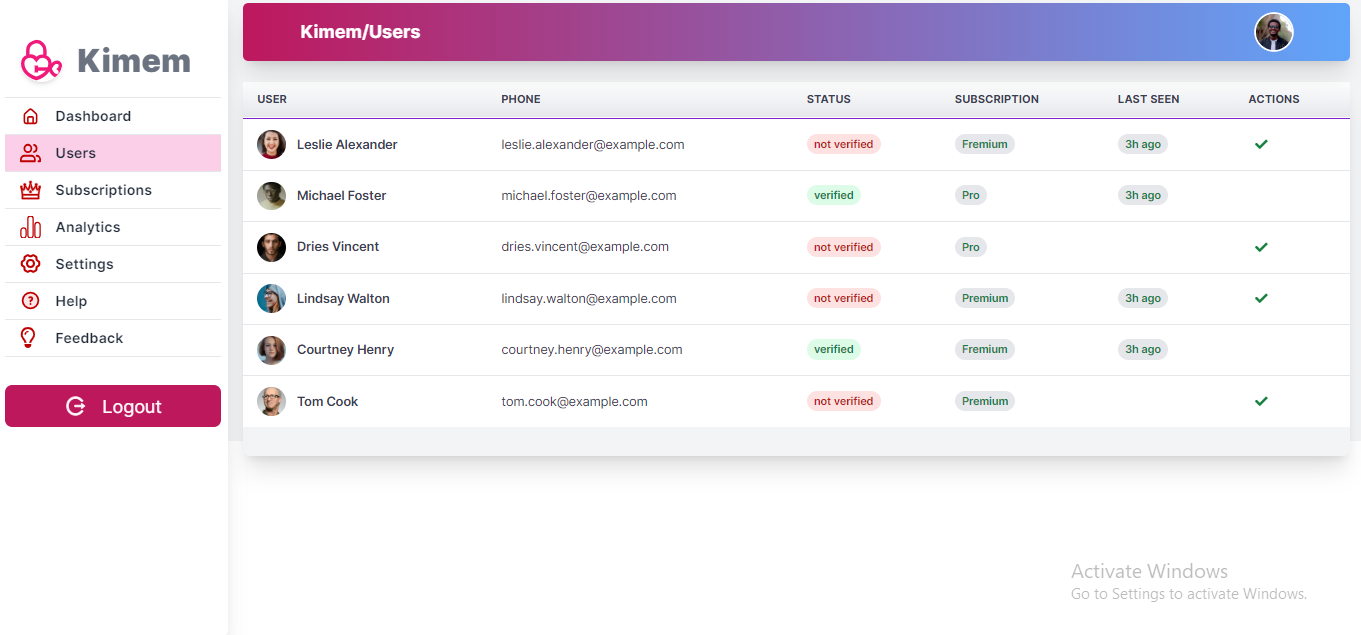 Kimem
Dashboard
Users
Subscriptions
Analytics
Settings
Help
Feedback
Logout
Kimem/Users
USER PHONE STATUS SUBSCRIPTION LAST SEEN ACTIONS
Leslie Alexander leslie.alexander@example.com not verified Fremium 3h ago
Michael Foster michael.foster@example.com verified Pro 3h ago
Dries Vincent dries.vincent@example.com not verified Pro
Lindsay Walton lindsay.walton@example.com not verified Premium 3h ago
Courtney Henry courtney.henry@example.com verified Fremium 3h ago
Tom Cook tom.cook@example.com not verified Premium
Activate Windows
Go to Settings to activate Windows.